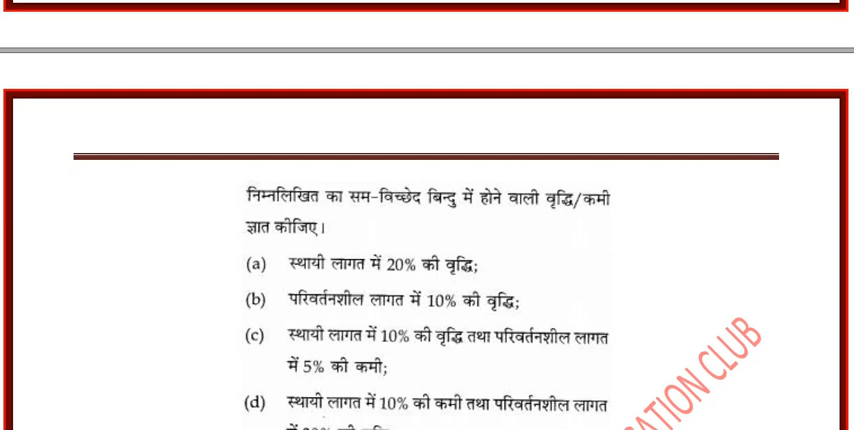 निम्नलिखित का सम-विच्छेद बिन्दु में होने वाली वृद्धि/कमी
ज्ञात कीजिए।
(a) स्थायी लागत में 20% की वृद्धि;
(b) परिवर्तनशील लागत में 10% की वृद्धि;
(c) स्थायी लागत में 10% की वृद्धि तथा परिवर्तनशील लागत
में 5% की कमी;
(d) स्थायी लागत में 10% की कमी तथा परिवर्तनशील लागत
CLUB